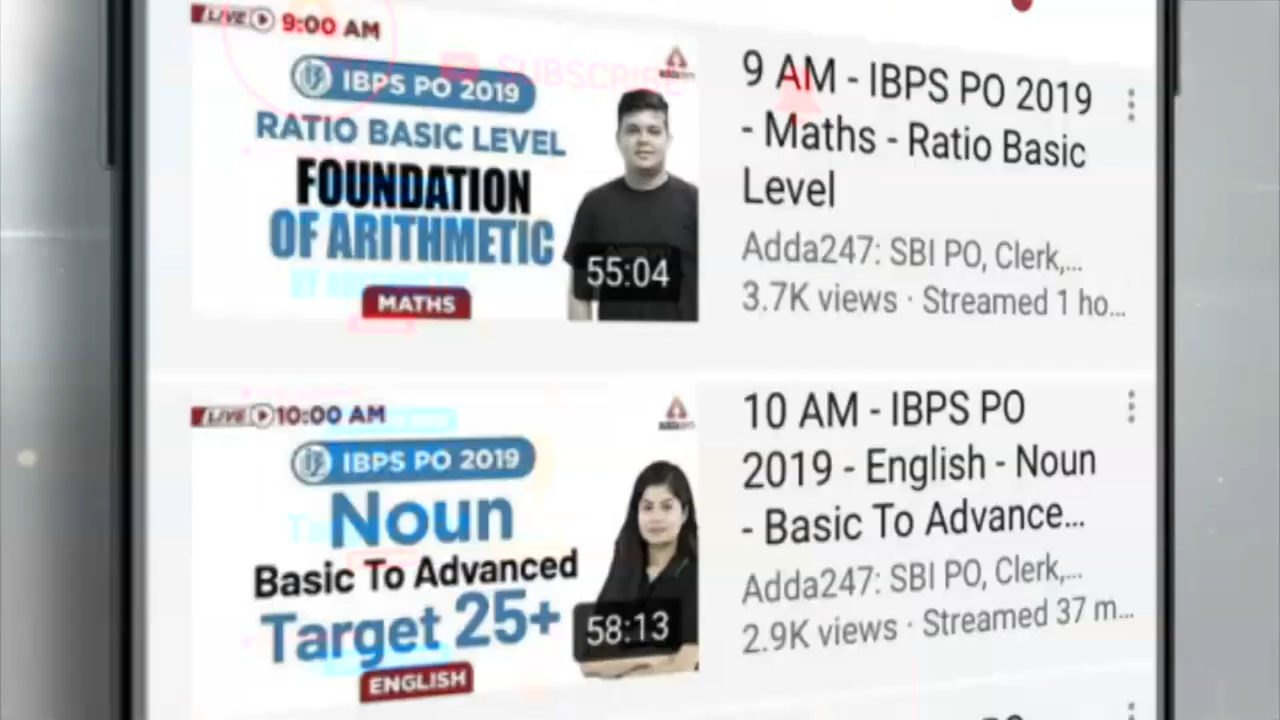 LIVE 9:00 AM
IBPS PO 2019
RATIO BASIC LEVEL
FOUNDATION
OF ARITHMETIC
MATHS
55:04
SUBSCRIBE
9 AM - IBPS PO 2019
- Maths - Ratio Basic
Level
Adda247: SBI PO, Clerk,...
3.7K views · Streamed 1 ho...
LIVE 10:00 AM
IBPS PO 2019
Noun
Basic To Advanced
Target 25+
ENGLISH
58:13
10 AM - IBPS PO
2019 - English - Noun
- Basic To Advance...
Adda247: SBI PO, Clerk,...
2.9K views · Streamed 37 m...